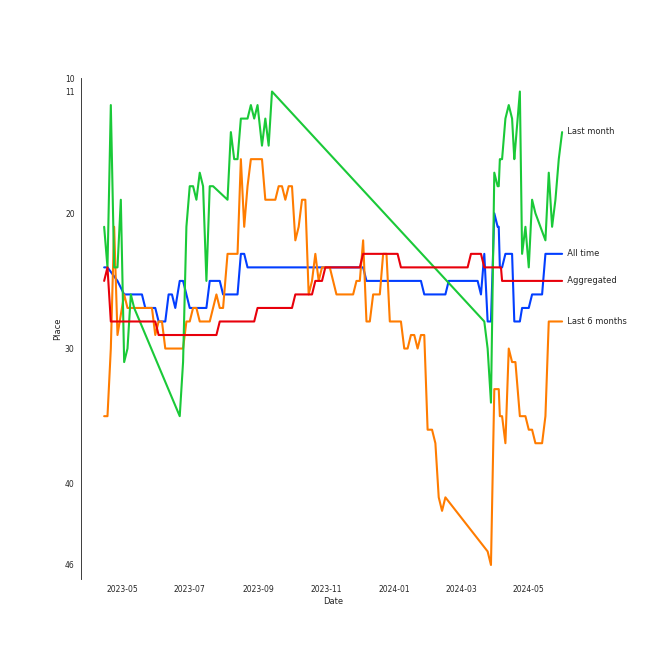 10
11
20
30
40
46
Place
2023-05
2023-07
2023-09
2023-11
2024-01
2024-03
2024-05
Date
Last month
All time
Aggregated
Last 6 months